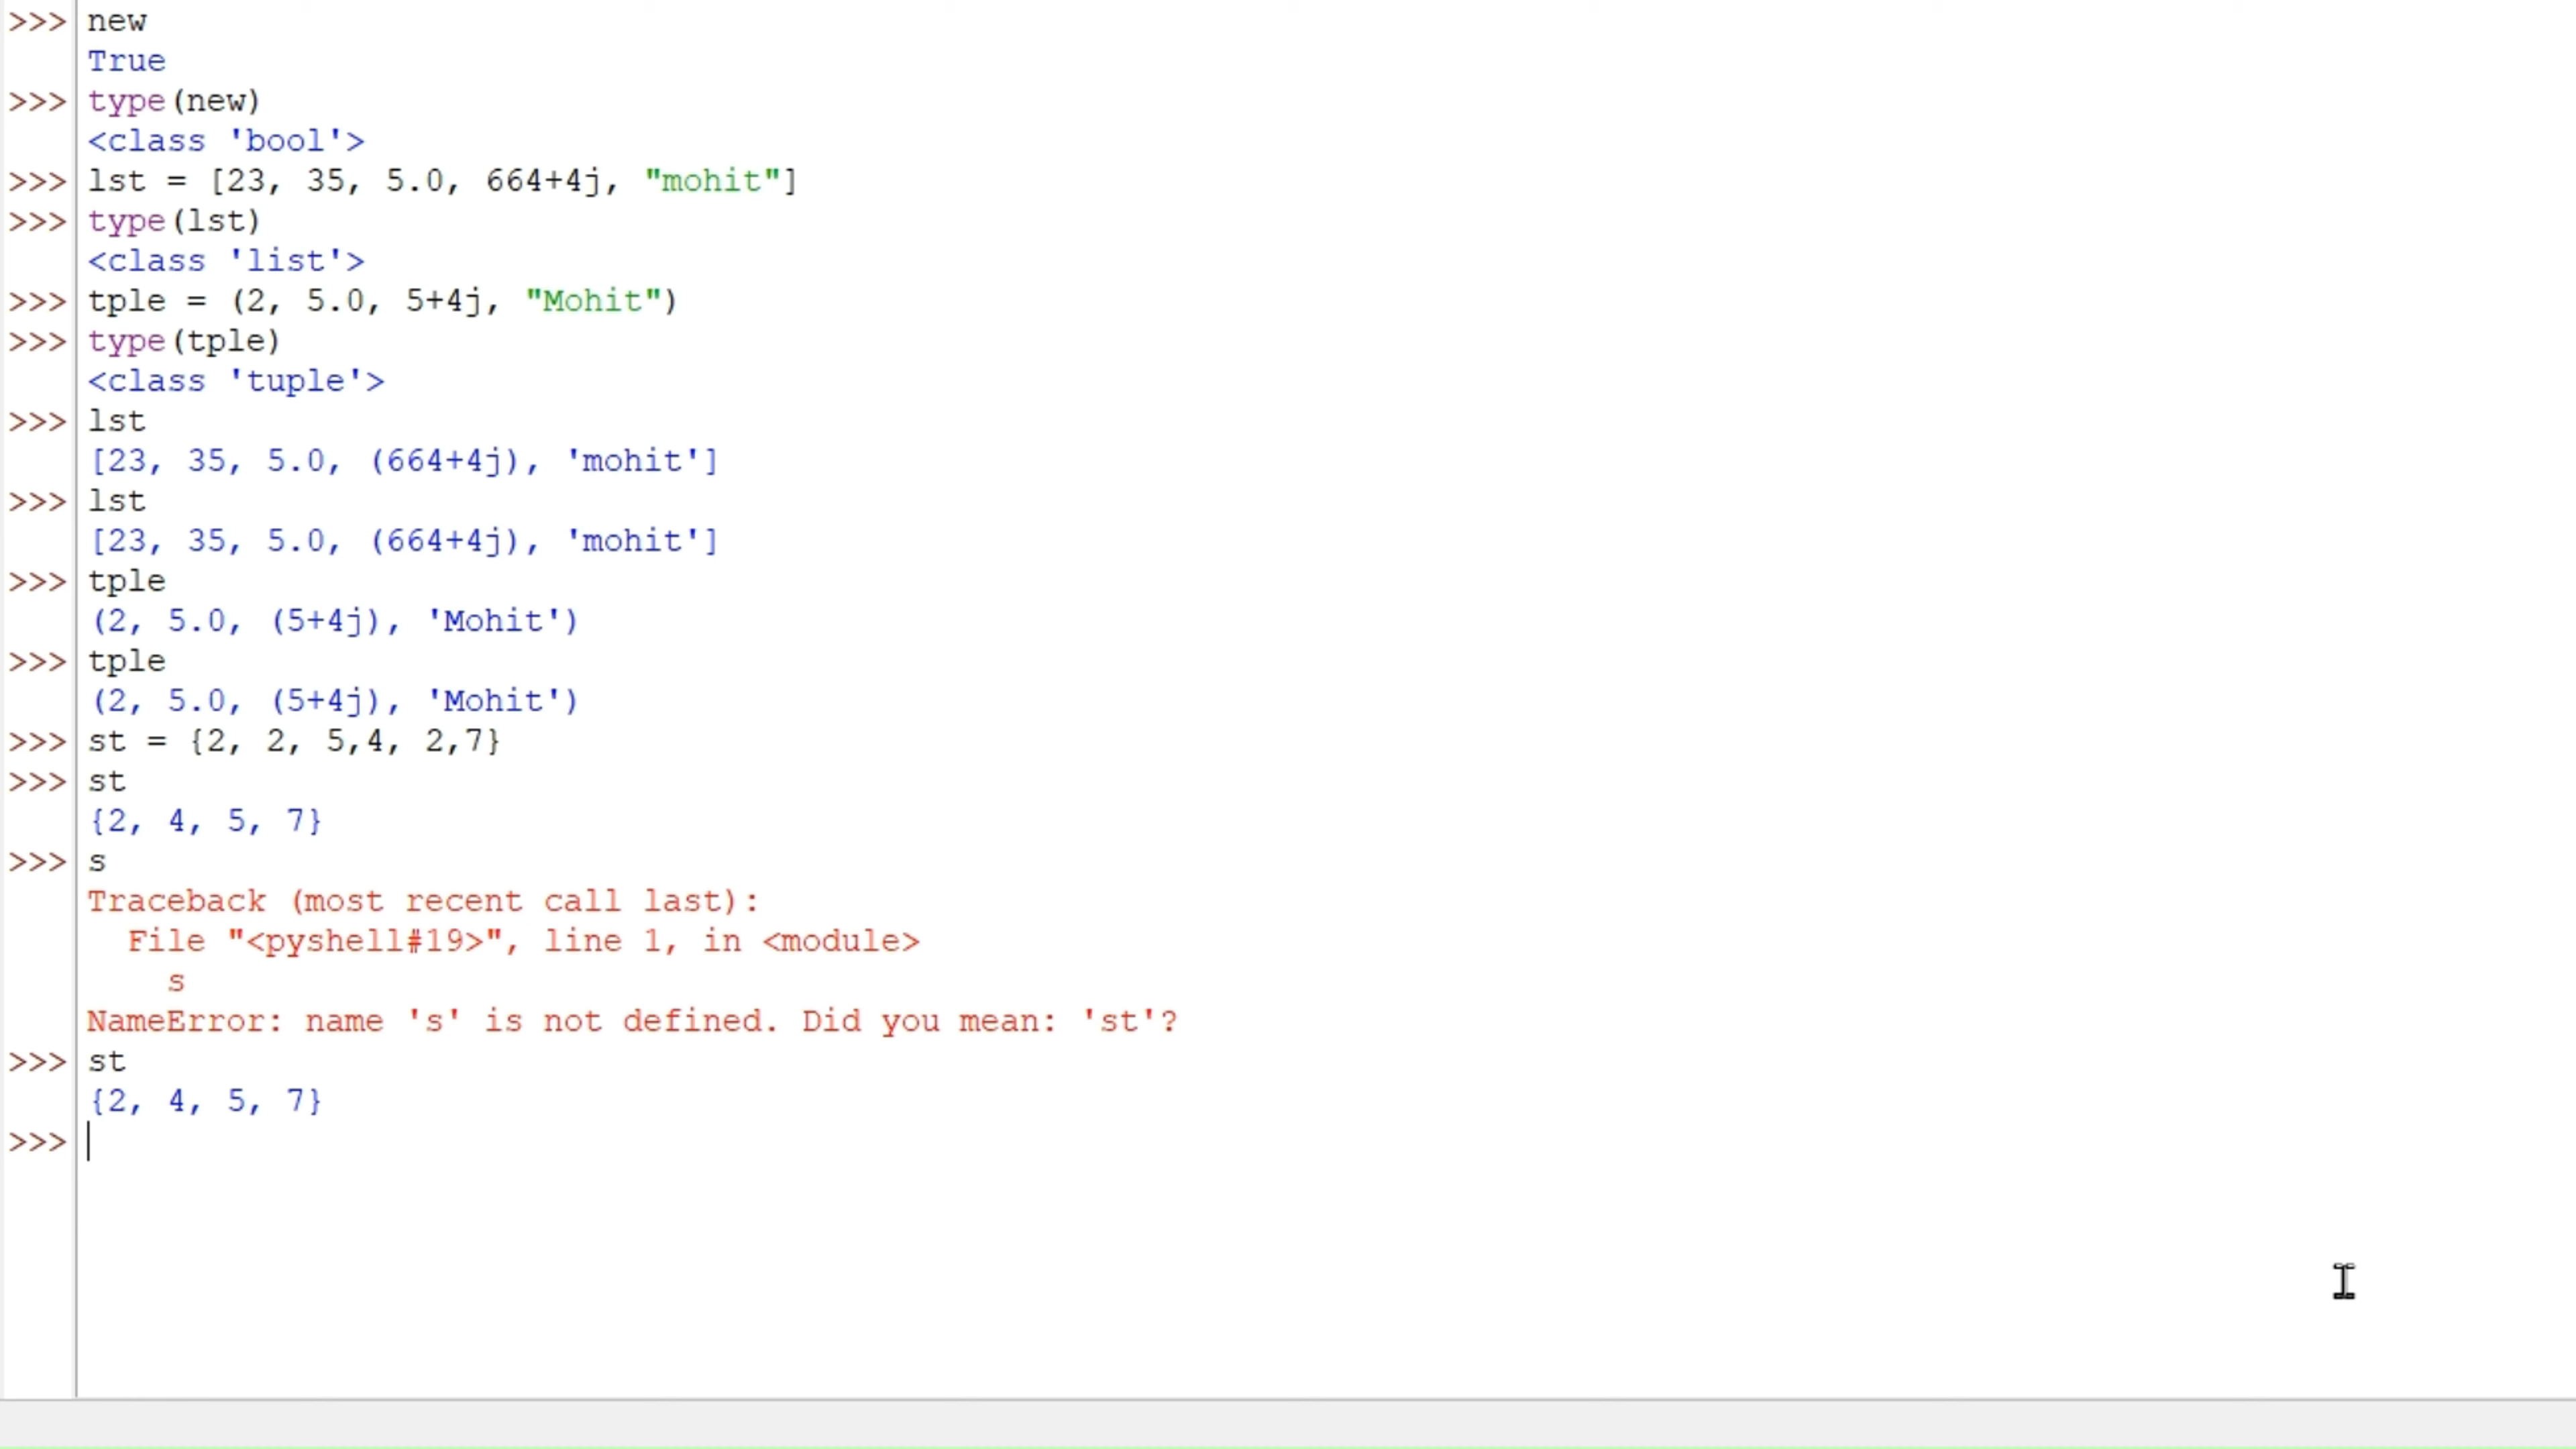 >>> new
True
>>> type(new)
<class 'bool'>
>>> lst = [23, 35, 5.0, 664+4j, "mohit"]
>>> type(lst)
<class 'list'>
>>> tple = (2, 5.0, 5+4j, "Mohit")
>>> type(tple)
<class 'tuple'>
>>> lst
[23, 35, 5.0, (664+4j), 'mohit']
>>> lst
[23, 35, 5.0, (664+4j), 'mohit']
>>> tple
(2, 5.0, (5+4j), 'Mohit')
>>> tple
(2, 5.0, (5+4j), 'Mohit')
>>> st = {2, 2, 5,4, 2,7}
>>> st
{2, 4, 5, 7}
>>> s
Traceback (most recent call last):
  File "<pyshell#19>", line 1, in <module>
    s
NameError: name 's' is not defined. Did you mean: 'st'?
>>> st
{2, 4, 5, 7}
>>>